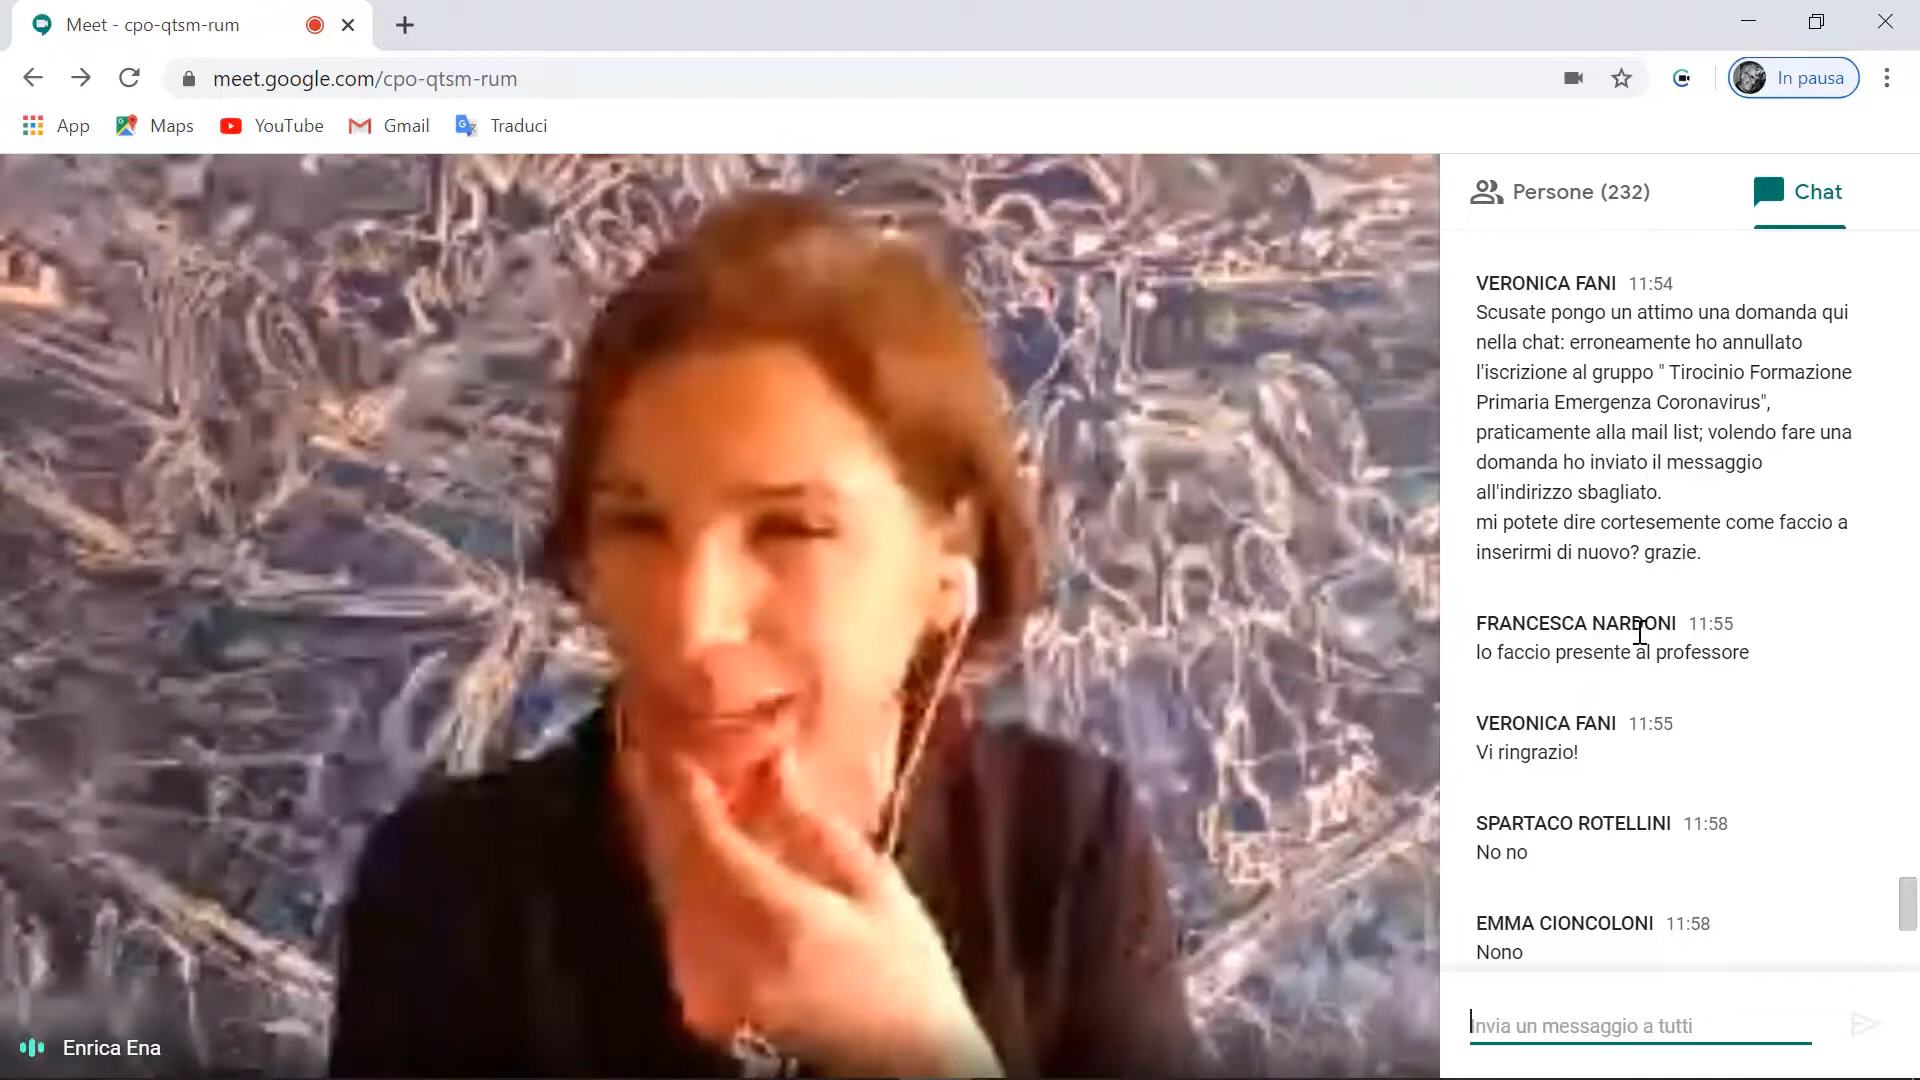 Meet - cpo-qtsm-rum
meet.google.com/cpo-qtsm-rum
In pausa
App
Maps
YouTube
Gmail
Traduci
Persone (232)
Chat
VERONICA FANI 11:54
Scusate pongo un attimo una domanda qui
nella chat: erroneamente ho annullato
l'iscrizione al gruppo " Tirocinio Formazione
Primaria Emergenza Coronavirus",
praticamente alla mail list; volendo fare una
domanda ho inviato il messaggio
all'indirizzo sbagliato.
mi potete dire cortesemente come faccio a
inserirmi di nuovo? grazie.
FRANCESCA NARDONI 11:55
lo faccio presente al professore
VERONICA FANI 11:55
Vi ringrazio!
SPARTACO ROTELLINI 11:58
No no
EMMA CIONCOLONI 11:58
Nono
Invia un messaggio a tutti
Enrica Ena